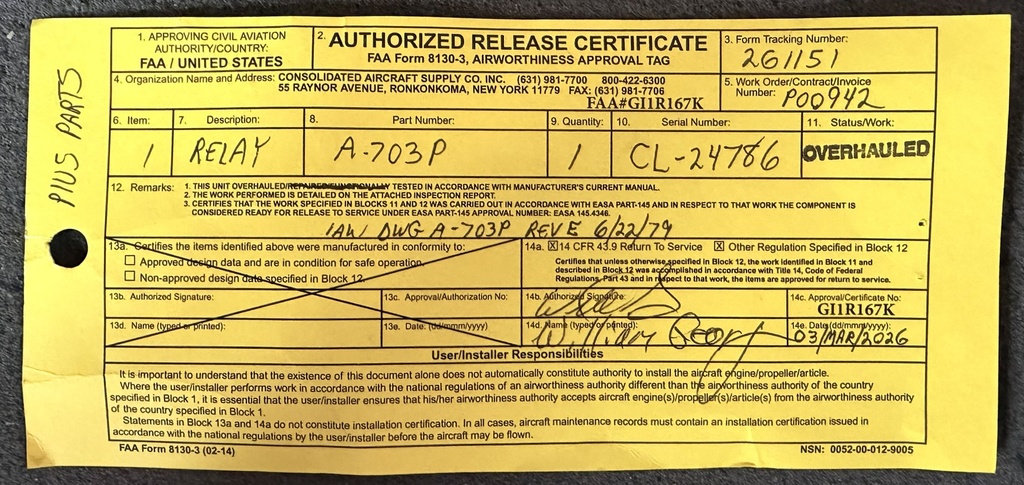 PIUS PARTS
1. APPROVING CIVIL AVIATION
AUTHORITY/COUNTRY:
FAA / UNITED STATES
2. AUTHORIZED RELEASE CERTIFICATE
FAA Form 8130-3, AIRWORTHINESS APPROVAL TAG
3. Form Tracking Number:
261151
4. Organization Name and Address: CONSOLIDATED AIRCRAFT SUPPLY CO. INC. (631) 981-7700 800-422-6300
55 RAYNOR AVENUE, RONKONKOMA, NEW YORK 11779 FAX: (631) 981-7706
FAA#GI1R167K
5. Work Order/Contract/Invoice
Number: P00942
6. Item: 7. Description: 8. Part Number: 9. Quantity: 10. Serial Number: 11. Status/Work:
1 RELAY A-703P 1 CL-24786 OVERHAULED
12. Remarks: 1. THIS UNIT OVERHAULED/REPAIRED/FUNCTIONALLY TESTED IN ACCORDANCE WITH MANUFACTURER'S CURRENT MANUAL.
2. THE WORK PERFORMED IS DETAILED ON THE ATTACHED INSPECTION REPORT.
3. CERTIFIES THAT THE WORK SPECIFIED IN BLOCKS 11 AND 12 WAS CARRIED OUT IN ACCORDANCE WITH EASA PART-145 AND IN RESPECT TO THAT WORK THE COMPONENT IS
CONSIDERED READY FOR RELEASE TO SERVICE UNDER EASA PART-145 APPROVAL NUMBER: EASA 145.4346.
IAW DWG A-703P REV E 6/22/79
13a. Certifies the items identified above were manufactured in conformity to:
☐ Approved design data and are in condition for safe operation.
☐ Non-approved design data specified in Block 12.
14a. ☒ 14 CFR 43.9 Return To Service ☒ Other Regulation Specified in Block 12
Certifies that unless otherwise specified in Block 12, the work identified in Block 11 and
described in Block 12 was accomplished in accordance with Title 14, Code of Federal
Regulations, Part 43 and in respect to that work, the items are approved for return to service.
13b. Authorized Signature:
13c. Approval/Authorization No:
14b. Authorized Signature:
14c. Approval/Certificate No:
GI1R167K
13d. Name (typed or printed):
13e. Date: (dd/mmm/yyyy)
14d. Name (typed or printed):
William
14e. Date(dd/mmm/yyyy):
03/MAR/2026
User/Installer Responsibilities
It is important to understand that the existence of this document alone does not automatically constitute authority to install the aircraft engine/propeller/article.
Where the user/installer performs work in accordance with the national regulations of an airworthiness authority different than the airworthiness authority of the country
specified in Block 1, it is essential that the user/installer ensures that his/her airworthiness authority accepts aircraft engine(s)/propeller(s)/article(s) from the airworthiness authority
of the country specified in Block 1.
Statements in Block 13a and 14a do not constitute installation certification. In all cases, aircraft maintenance records must contain an installation certification issued in
accordance with the national regulations by the user/installer before the aircraft may be flown.
FAA Form 8130-3 (02-14)
NSN: 0052-00-012-9005